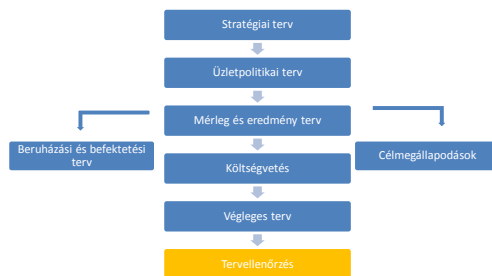 Stratégiai terv
Üzletpolitikai terv
Mérleg és eredmény terv
Beruházási és befektetési
terv
Célmegállapodások
Költségvetés
Végleges terv
Tervellenőrzés